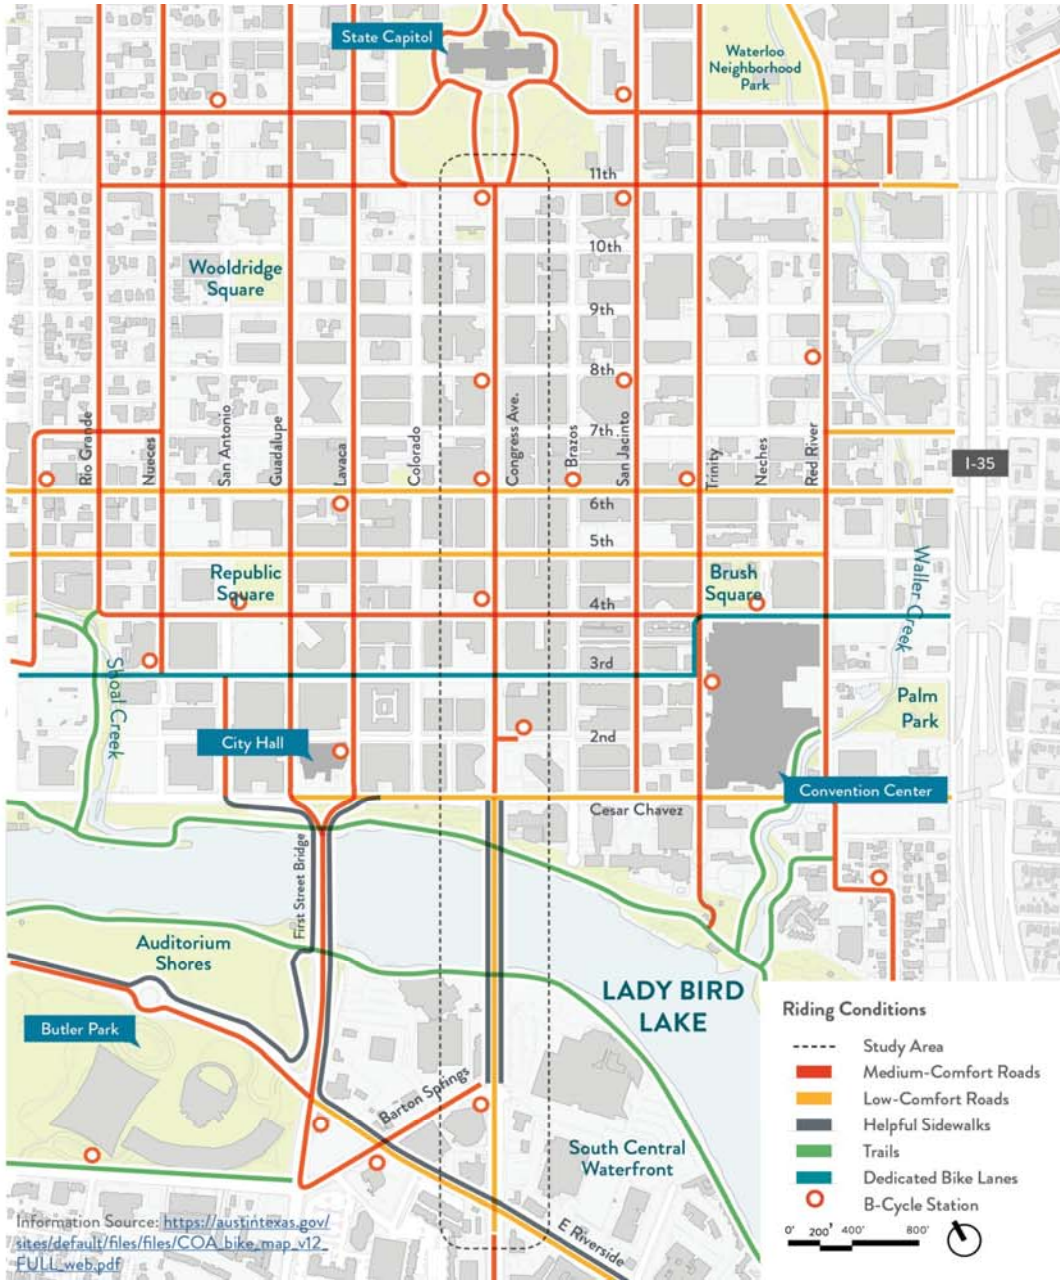 State Capitol
Waterloo
Neighborhood
Park
11th
10th
Wooldridge
Square
9th
8th
7th
Rio Grande
Nueces
San Antonio
Guadalupe
Lavaca
Colorado
Congress Ave.
Brazos
San Jacinto
Trinity
Neches
Red River
I-35
6th
5th
Republic
Square
Brush
Square
4th
Waller Creek
3rd
Shoal Creek
Palm
Park
City Hall
2nd
Convention Center
Cesar Chavez
First Street Bridge
Auditorium
Shores
LADY BIRD
LAKE
Butler Park
Barton Springs
South Central
Waterfront
E Riverside
Riding Conditions
Study Area
Medium-Comfort Roads
Low-Comfort Roads
Helpful Sidewalks
Trails
Dedicated Bike Lanes
B-Cycle Station
0' 200' 400' 800'
Information Source: https://austintexas.gov/
sites/default/files/files/COA_bike_map_v12_
FULL_web.pdf